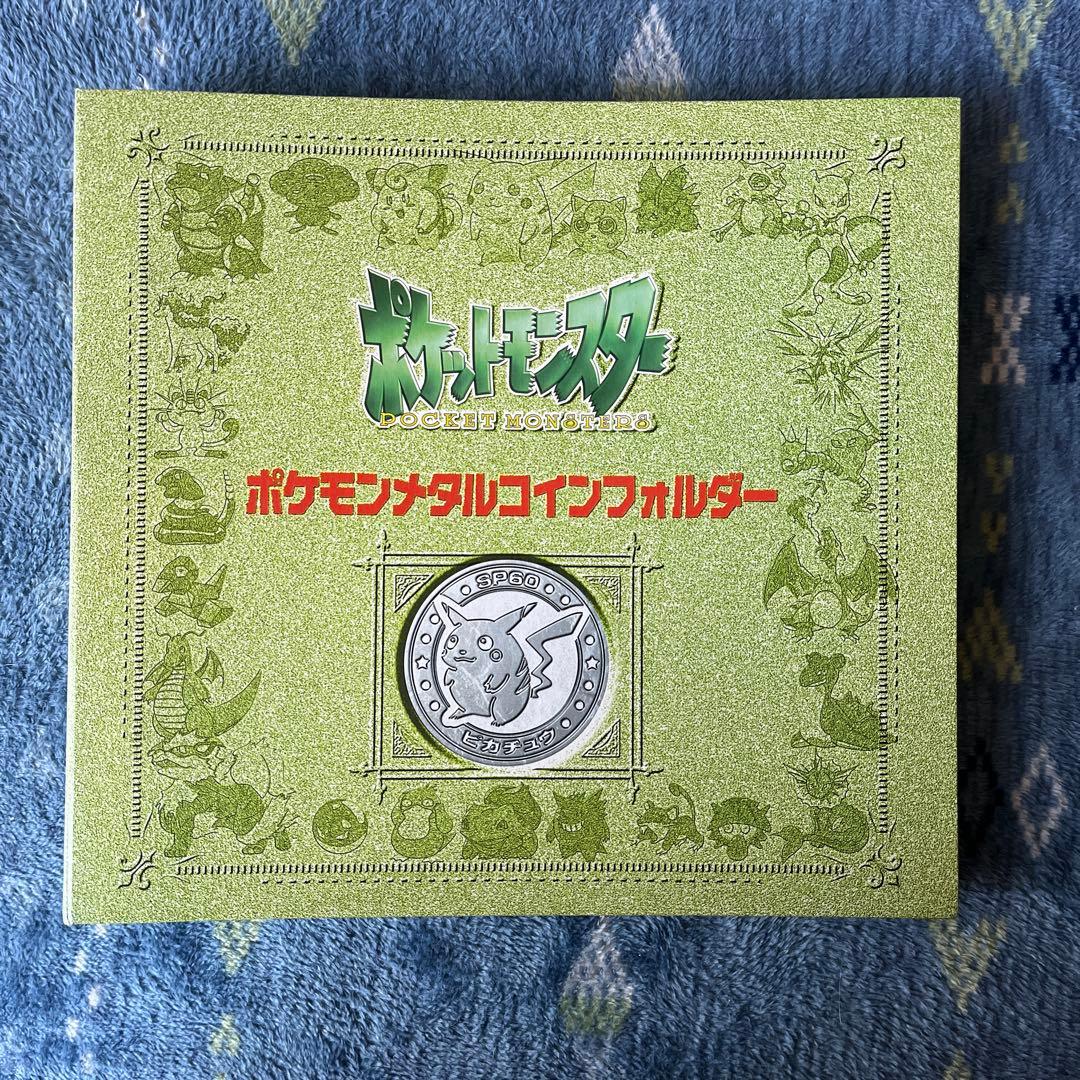 ポケットモンスター
POCKET MONSTERS
ポケモンメタルコインフォルダー
SP60
ピカチュウ